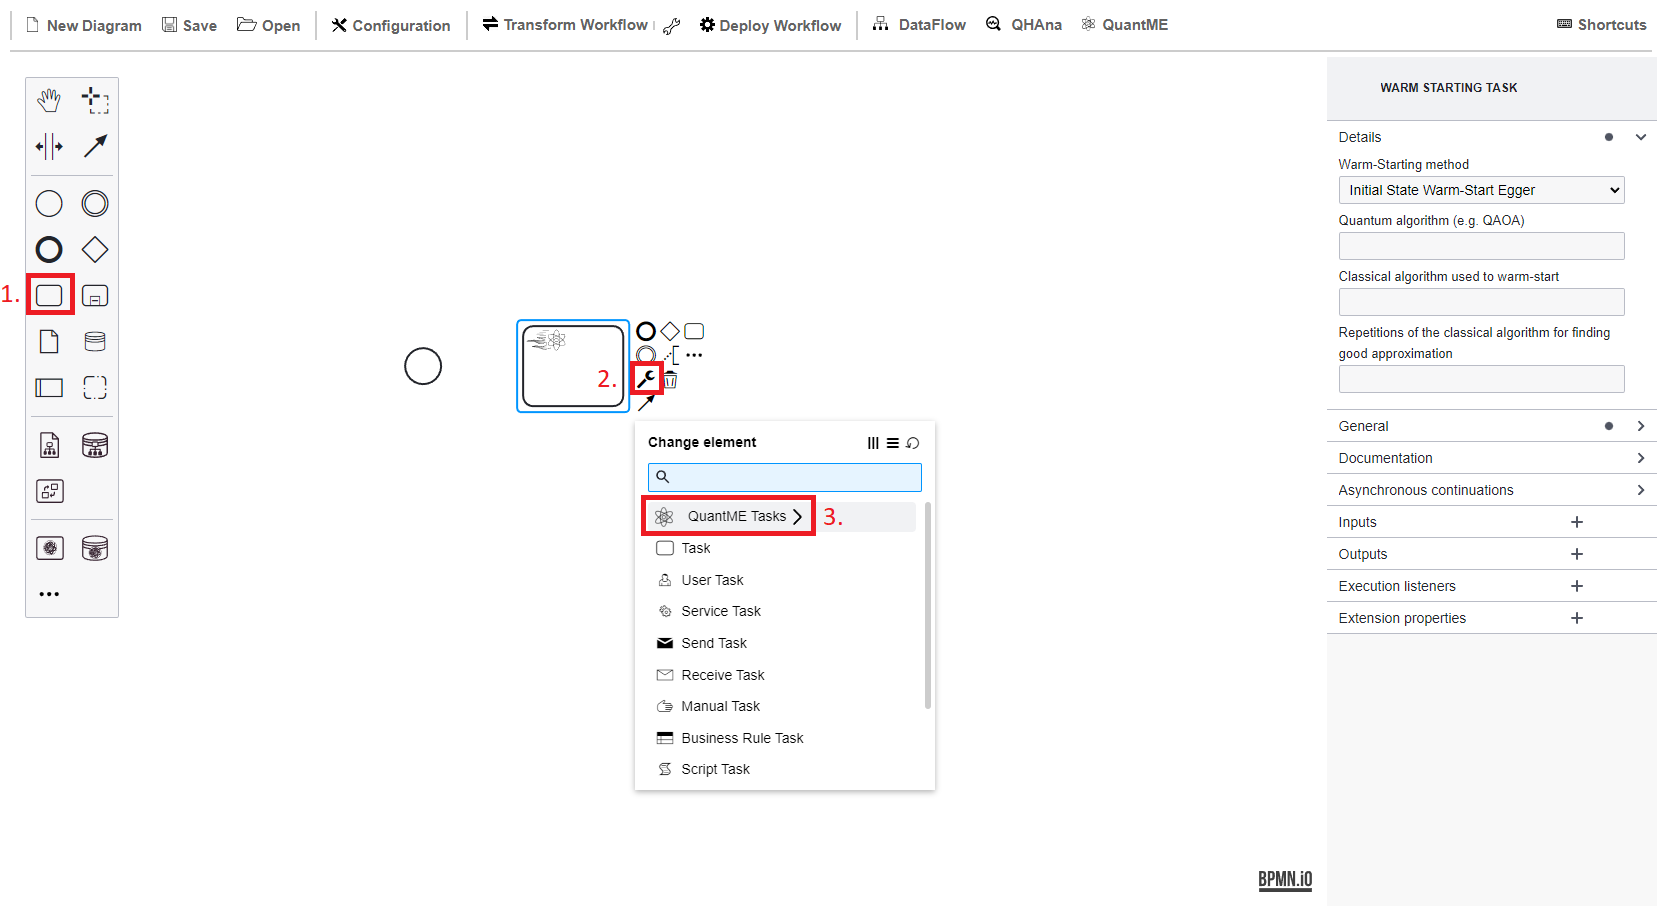 New Diagram Save Open Configuration Transform Workflow Deploy Workflow DataFlow QHAna QuantME Shortcuts
WARM STARTING TASK
Details
Warm-Starting method
Initial State Warm-Start Egger
Quantum algorithm (e.g. QAOA)
Classical algorithm used to warm-start
Repetitions of the classical algorithm for finding
good approximation
General
Documentation
Asynchronous continuations
Inputs
Outputs
Execution listeners
Extension properties
1.
2.
Change element
QuantME Tasks
3.
Task
User Task
Service Task
Send Task
Receive Task
Manual Task
Business Rule Task
Script Task
BPMN.iO